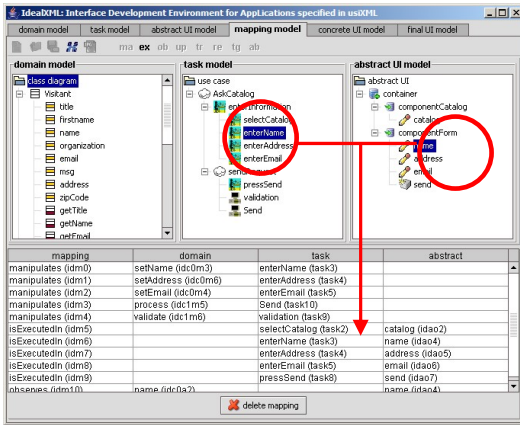 IdealXML: Interface Development Environment for AppLications specified in usiXML
domain model task model abstract UI model mapping model concrete UI model final UI model
ma ex ob up tr re tg ab
domain model
class diagram
Visitant
title
firstname
name
organization
email
msg
address
zipCode
getTitle
getName
getEmail
task model
use case
AskCatalog
enterInformation
selectCatalog
enterName
enterAddress
enterEmail
pressSend
validation
Send
abstract UI model
abstract UI
container
componentCatalog
catalog
componentForm
name
address
email
send
mapping domain task abstract
manipulates (idm0) setName (idc0m3) enterName (task3)
manipulates (idm1) setAddress (idc0m6) enterAddress (task4)
manipulates (idm2) setEmail (idc0m4) enterEmail (task5)
manipulates (idm3) process (idc1m5) Send (task10)
manipulates (idm4) validate (idc1m6) validation (task9)
isExecutedIn (idm5) selectCatalog (task2) catalog (idao2)
isExecutedIn (idm6) enterName (task3) name (idao4)
isExecutedIn (idm7) enterAddress (task4) address (idao5)
isExecutedIn (idm8) enterEmail (task5) email (idao6)
isExecutedIn (idm9) pressSend (task8) send (idao7)
observes (idm10) name (idc0a2) name (idao4)
delete mapping